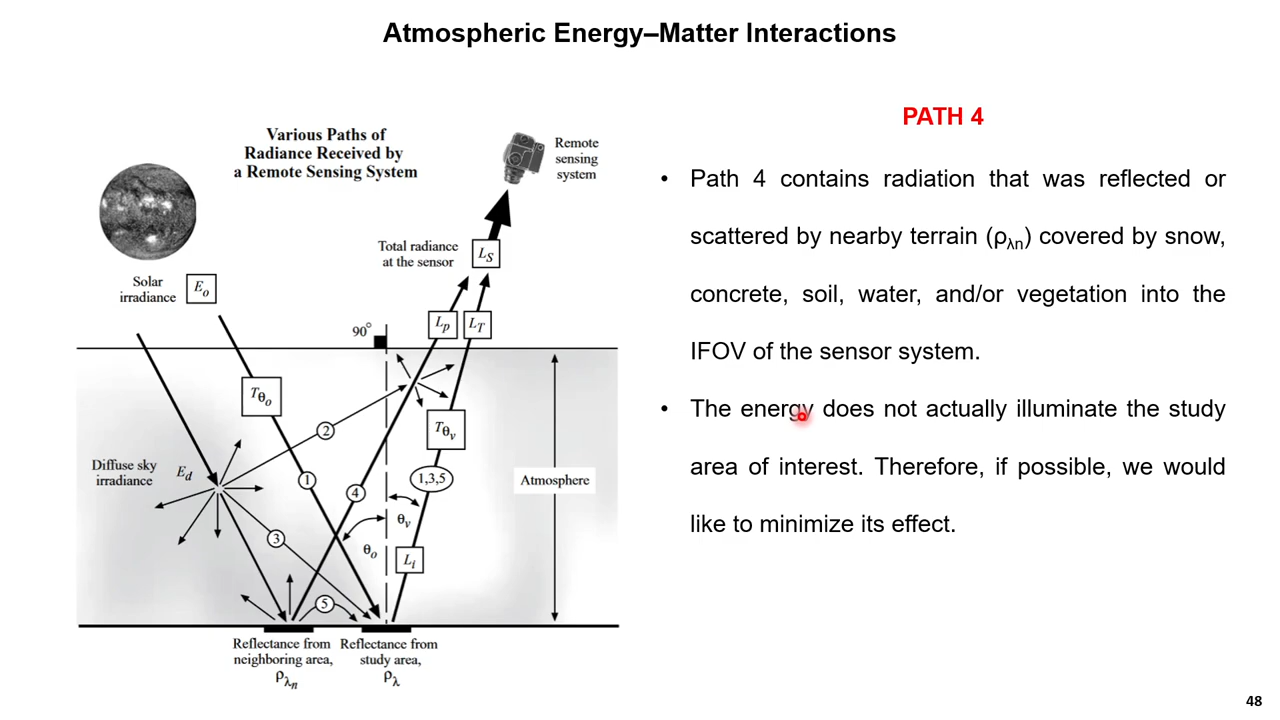 Atmospheric Energy–Matter Interactions
Various Paths of
Radiance Received by
a Remote Sensing System
Remote
sensing
system
Total radiance
at the sensor
L_S
Solar
irradiance
E_o
90°
L_p
L_T
T_θ_o
T_θ_v
2
Diffuse sky
irradiance
E_d
1
4
1,3,5
Atmosphere
3
θ_v
θ_o
L_i
5
Reflectance from
neighboring area,
ρ_λ_n
Reflectance from
study area,
ρ_λ
PATH 4
• Path 4 contains radiation that was reflected or
scattered by nearby terrain (ρ_λn) covered by snow,
concrete, soil, water, and/or vegetation into the
IFOV of the sensor system.
• The energy does not actually illuminate the study
area of interest. Therefore, if possible, we would
like to minimize its effect.
48